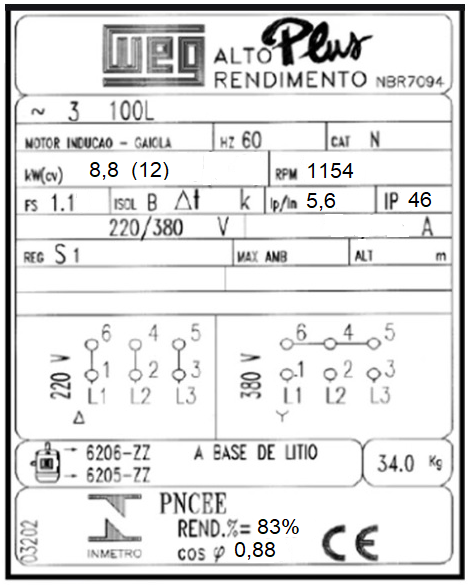 WEG ALTO Plus
RENDIMENTO NBR7094
~ 3 100L
MOTOR INDUCAO - GAIOLA HZ 60 CAT N
kW(cv) 8,8 (12) RPM 1154
FS 1.1 ISOL B Δt k Ip/In 5,6 IP 46
220/380 V A
REG S1 MAX AMB ALT m
220 V
6 4 5
1 2 3
L1 L2 L3
Δ
380 V
6 4 5
1 2 3
L1 L2 L3
Y
→ 6206-ZZ A BASE DE LITIO 34.0 Kg
→ 6205-ZZ
03202
INMETRO
PNCEE
REND.%= 83%
cos φ 0,88
CE